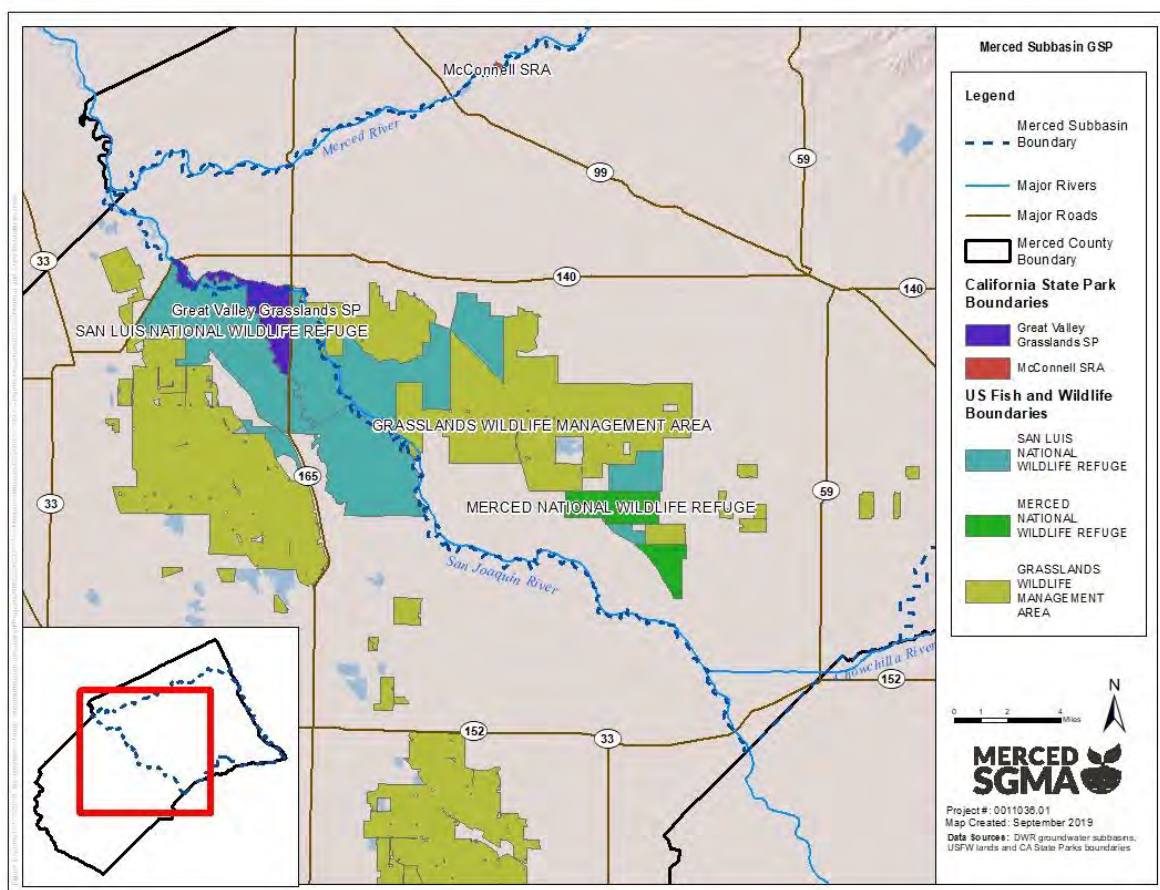 McConnell SRA
Merced River
59
99
33
140
140
Great Valley Grasslands SP
SAN LUIS NATIONAL WILDLIFE REFUGE
GRASSLANDS WILDLIFE MANAGEMENT AREA
165
33
59
MERCED NATIONAL WILDLIFE REFUGE
San Joaquin River
Chowchilla River
152
152
33
Merced Subbasin GSP
Legend
Merced Subbasin
Boundary
Major Rivers
Major Roads
Merced County
Boundary
California State Park
Boundaries
Great Valley
Grasslands SP
McConnell SRA
US Fish and Wildlife
Boundaries
SAN LUIS
NATIONAL
WILDLIFE REFUGE
MERCED
NATIONAL
WILDLIFE REFUGE
GRASSLANDS
WILDLIFE
MANAGEMENT
AREA
N
0 1 2 4
Miles
MERCED
SGMA
Project #: 0011036.01
Map Created: September 2019
Data Sources: DWR groundwater subbasins,
USFW lands and CA State Parks boundaries